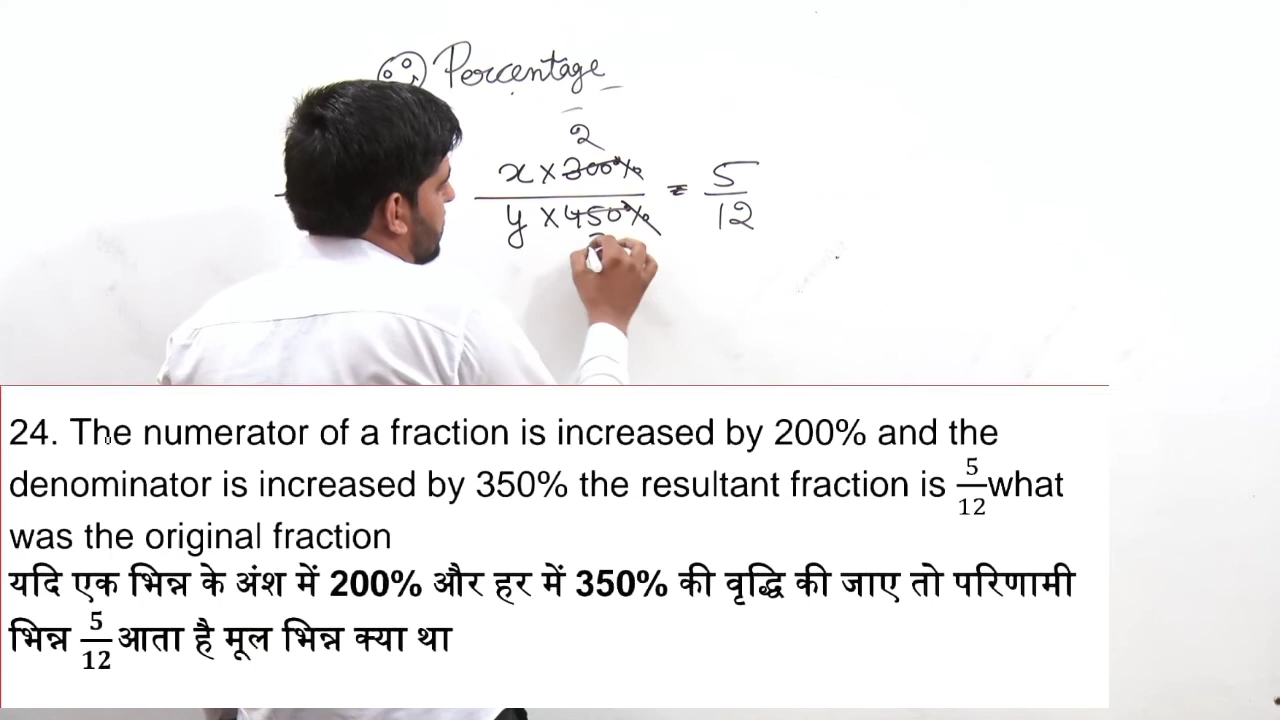 Percentage
2
x × 300%
y × 450%
= 5/12
24. The numerator of a fraction is increased by 200% and the
denominator is increased by 350% the resultant fraction is 5/12 what
was the original fraction
यदि एक भिन्न के अंश में 200% और हर में 350% की वृद्धि की जाए तो परिणामी
भिन्न 5/12 आता है मूल भिन्न क्या था